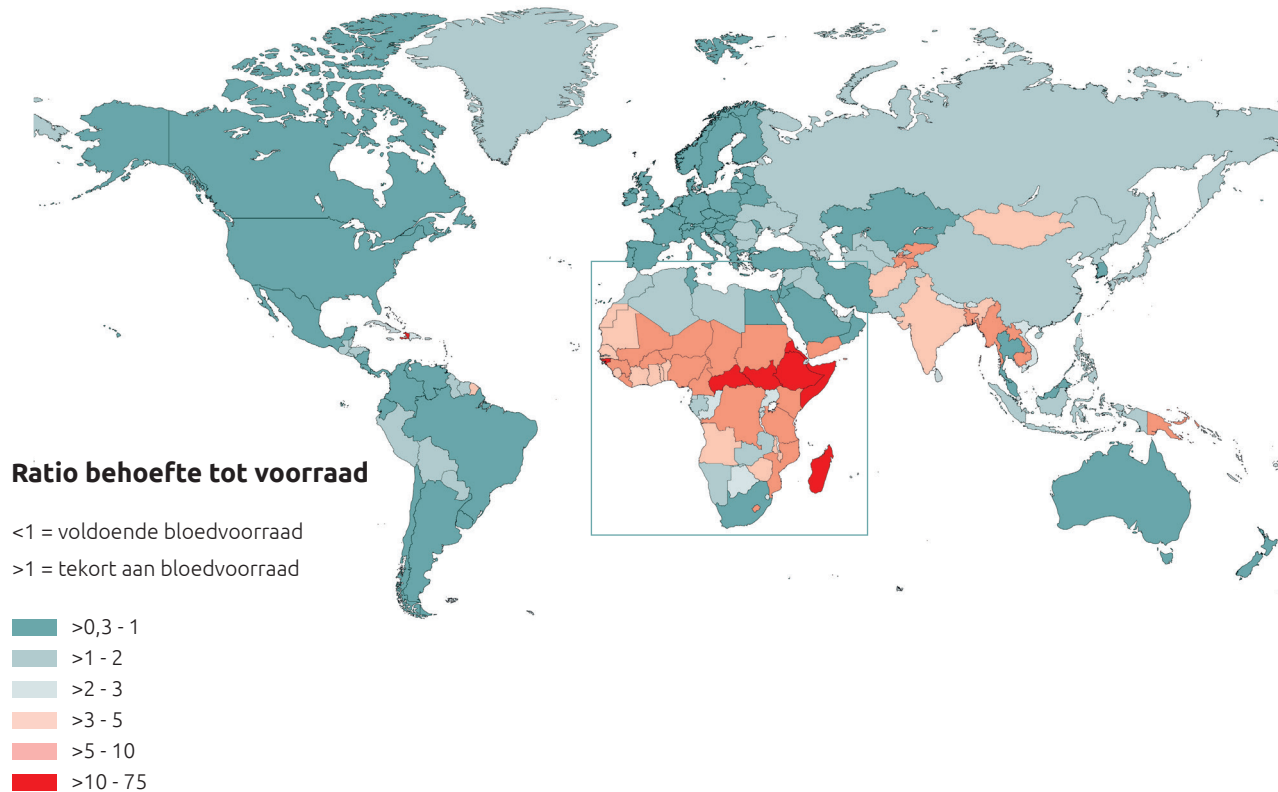 Ratio behoefte tot voorraad
<1 = voldoende bloedvoorraad
>1 = tekort aan bloedvoorraad
>0,3 - 1
>1 - 2
>2 - 3
>3 - 5
>5 - 10
>10 - 75